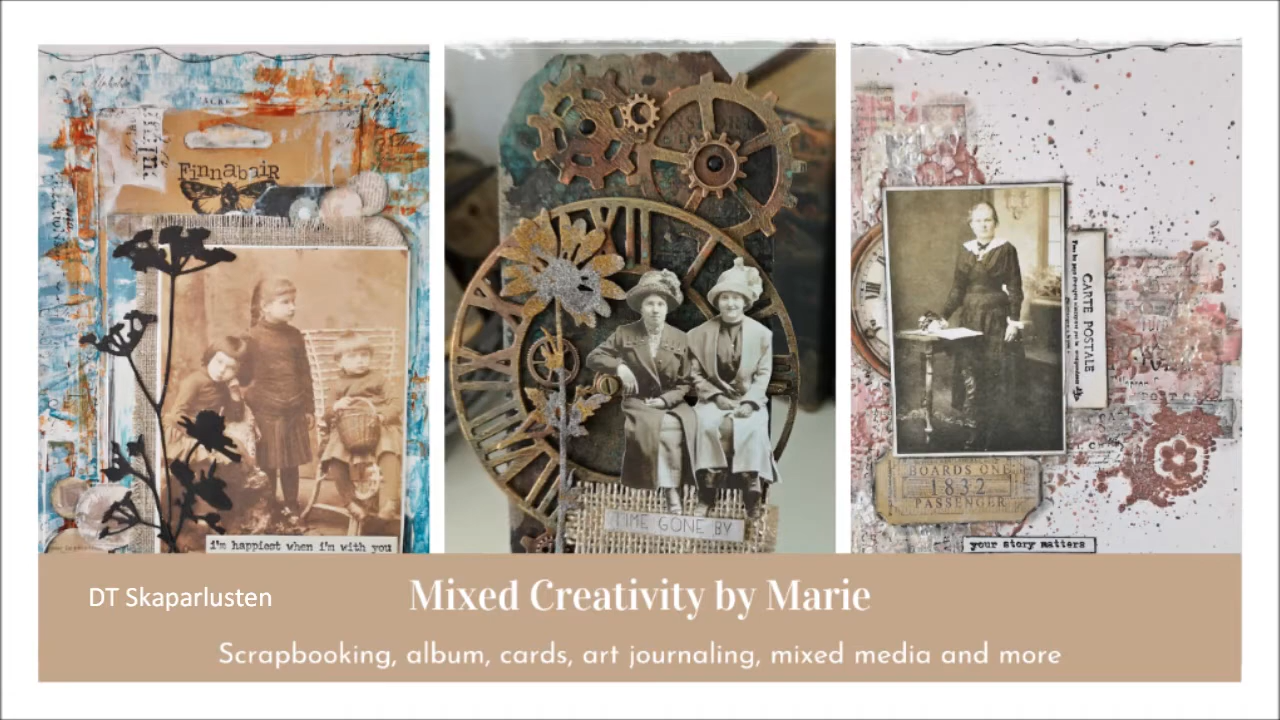 Finnabair
i'm happiest when i'm with you
TIME GONE BY
CARTE POSTALE
BOARDS ONE
1832
PASSENGER
your story matters
DT Skaparlusten
Mixed Creativity by Marie
Scrapbooking, album, cards, art journaling, mixed media and more